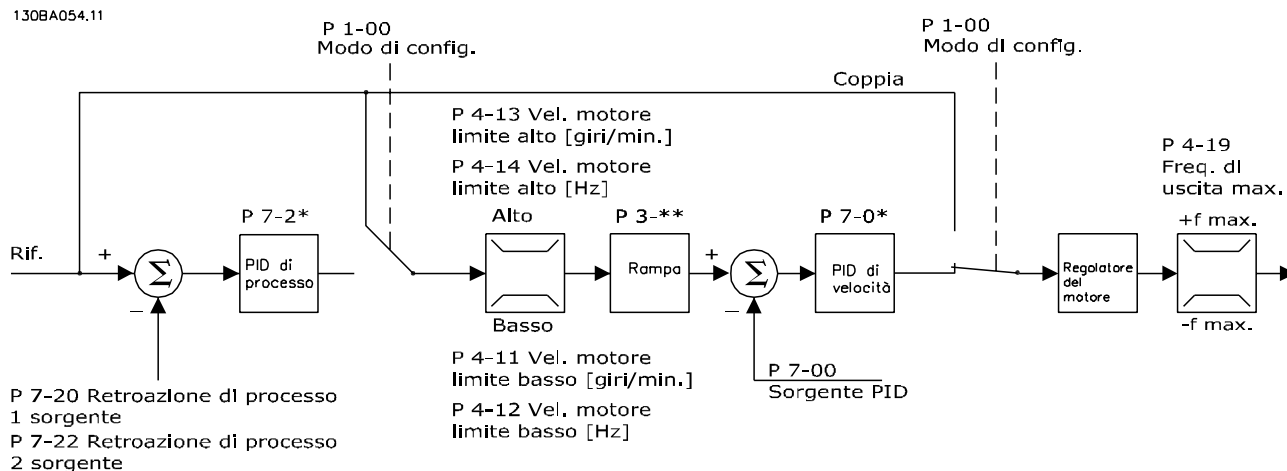 130BA054.11
P 1-00
Modo di config.
P 1-00
Modo di config.
Coppia
P 4-13 Vel. motore
limite alto [giri/min.]
P 4-14 Vel. motore
limite alto [Hz]
P 4-19
Freq. di
uscita max.
P 7-2*
Alto
P 3-**
P 7-0*
+f max.
Rif.
+
Σ
PID di
processo
Rampa
+
Σ
PID di
velocità
Regolatore
del
motore
−
Basso
−
-f max.
P 4-11 Vel. motore
limite basso [giri/min.]
P 4-12 Vel. motore
limite basso [Hz]
P 7-00
Sorgente PID
P 7-20 Retroazione di processo
1 sorgente
P 7-22 Retroazione di processo
2 sorgente